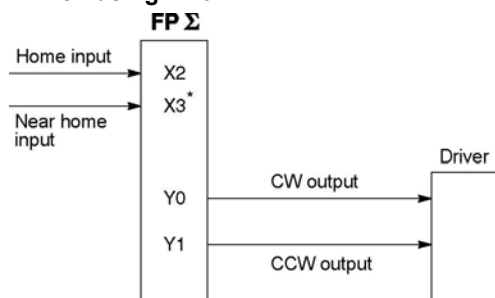 FP Σ
Home input
X2
X3*
Near home
input
Driver
Y0
CW output
Y1
CCW output